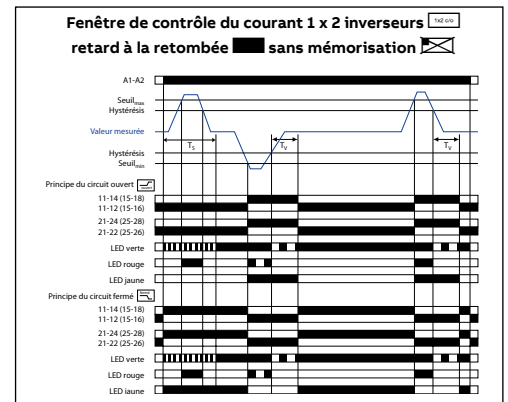 Fenêtre de contrôle du courant 1 x 2 inverseurs 1x2 c/o
retard à la retombée sans mémorisation
A1-A2
Seuilmax
Hystérésis
Valeur mesurée
Hystérésis
Seuilmin
TS
TV
TV
Principe du circuit ouvert
11-14 (15-18)
11-12 (15-16)
21-24 (25-28)
21-22 (25-26)
LED verte
LED rouge
LED jaune
Principe du circuit fermé
11-14 (15-18)
11-12 (15-16)
21-24 (25-28)
21-22 (25-26)
LED verte
LED rouge
LED jaune